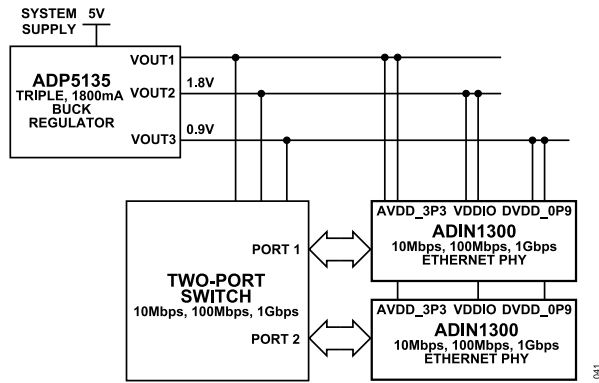 SYSTEM
SUPPLY
5V
ADP5135
TRIPLE, 1800mA
BUCK
REGULATOR
VOUT1
VOUT2
1.8V
VOUT3
0.9V
TWO-PORT
SWITCH
10Mbps, 100Mbps, 1Gbps
PORT 1
PORT 2
AVDD_3P3 VDDIO DVDD_0P9
ADIN1300
10Mbps, 100Mbps, 1Gbps
ETHERNET PHY
AVDD_3P3 VDDIO DVDD_0P9
ADIN1300
10Mbps, 100Mbps, 1Gbps
ETHERNET PHY
041